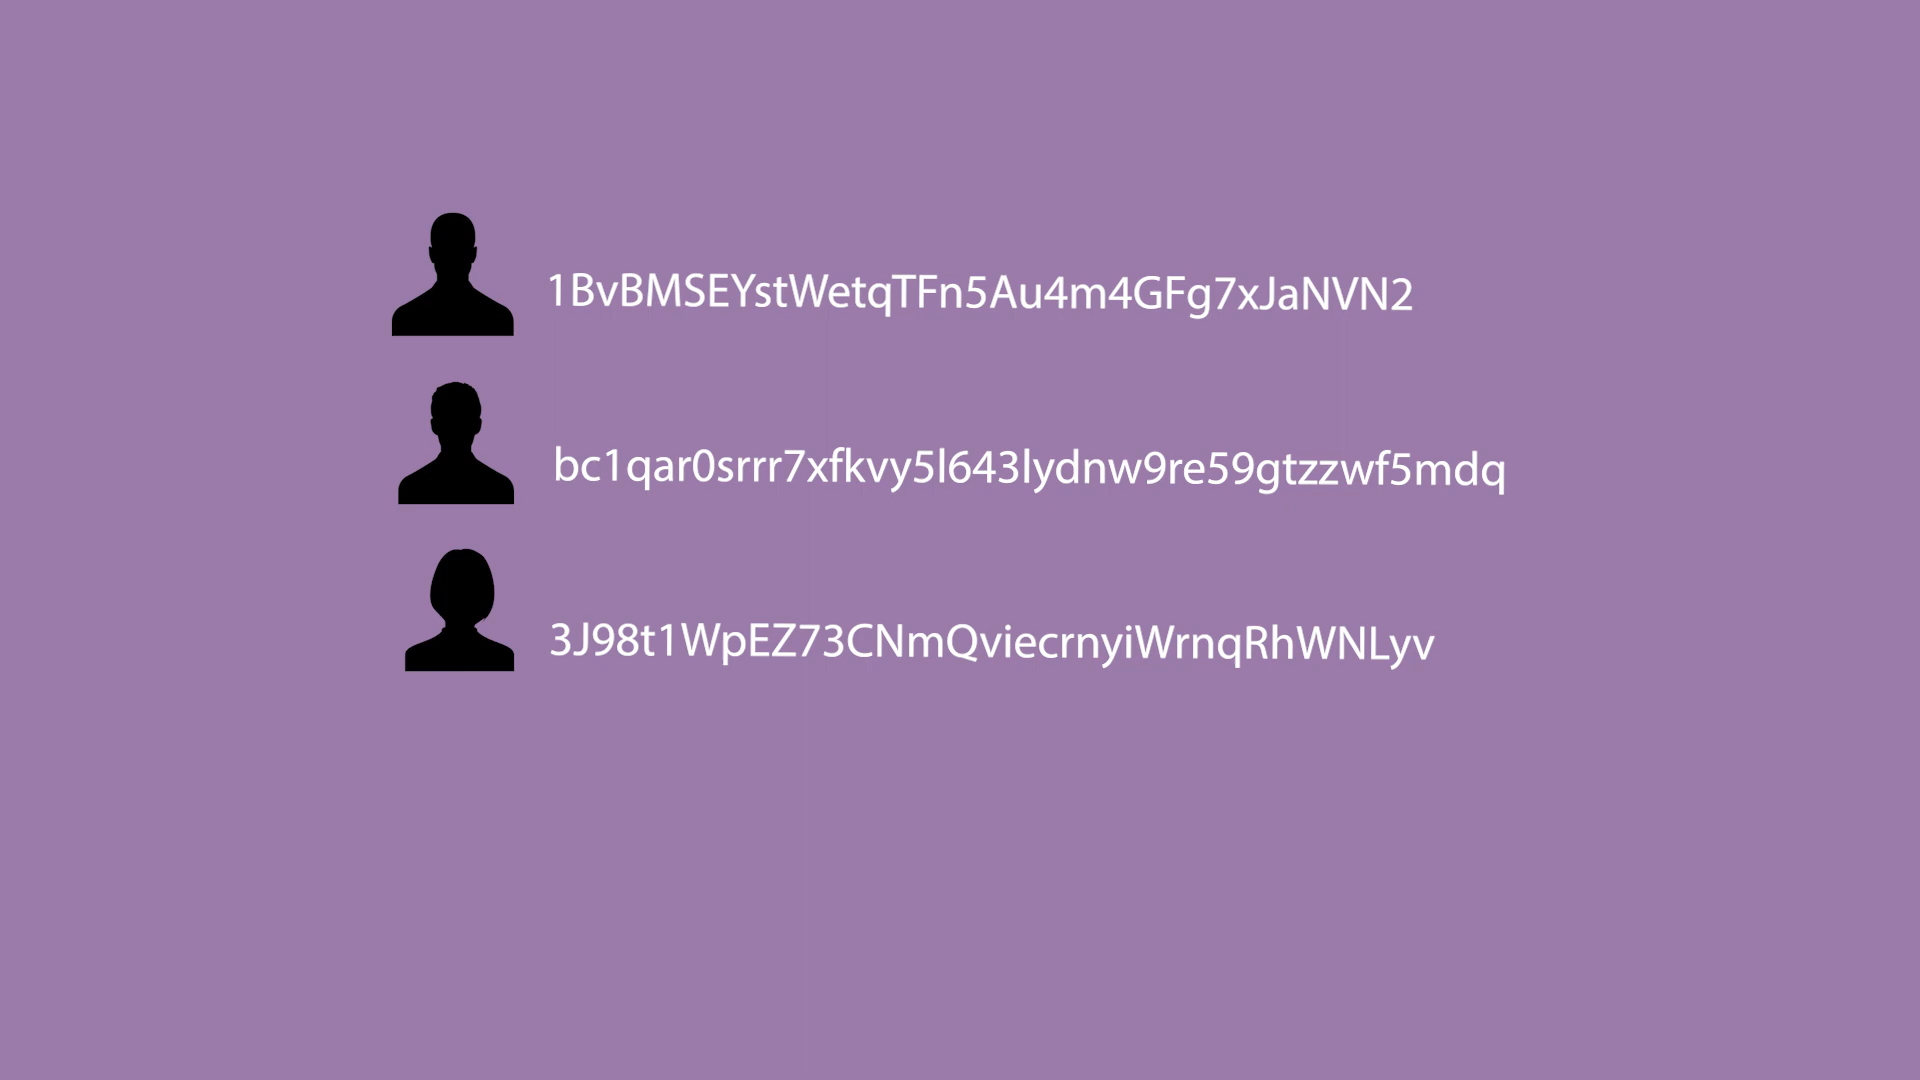 1BvBMSEYstWetqTFn5Au4m4GFg7xJaNVN2
bc1qar0srrr7xfkvy5l643lydnw9re59gtzzwf5mdq
3J98t1WpEZ73CNmQviecrnyiWrnqRhWNLyv